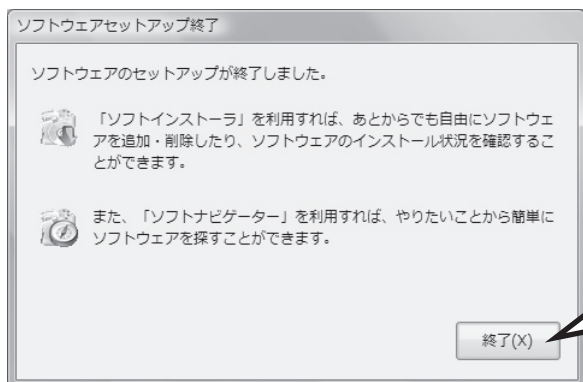 ソフトウェアセットアップ終了
ソフトウェアのセットアップが終了しました。
「ソフトインストーラ」を利用すれば、あとからでも自由にソフトウェ
アを追加・削除したり、ソフトウェアのインストール状況を確認するこ
とができます。
また、「ソフトナビゲーター」を利用すれば、やりたいことから簡単に
ソフトウェアを探すことができます。
終了(X)